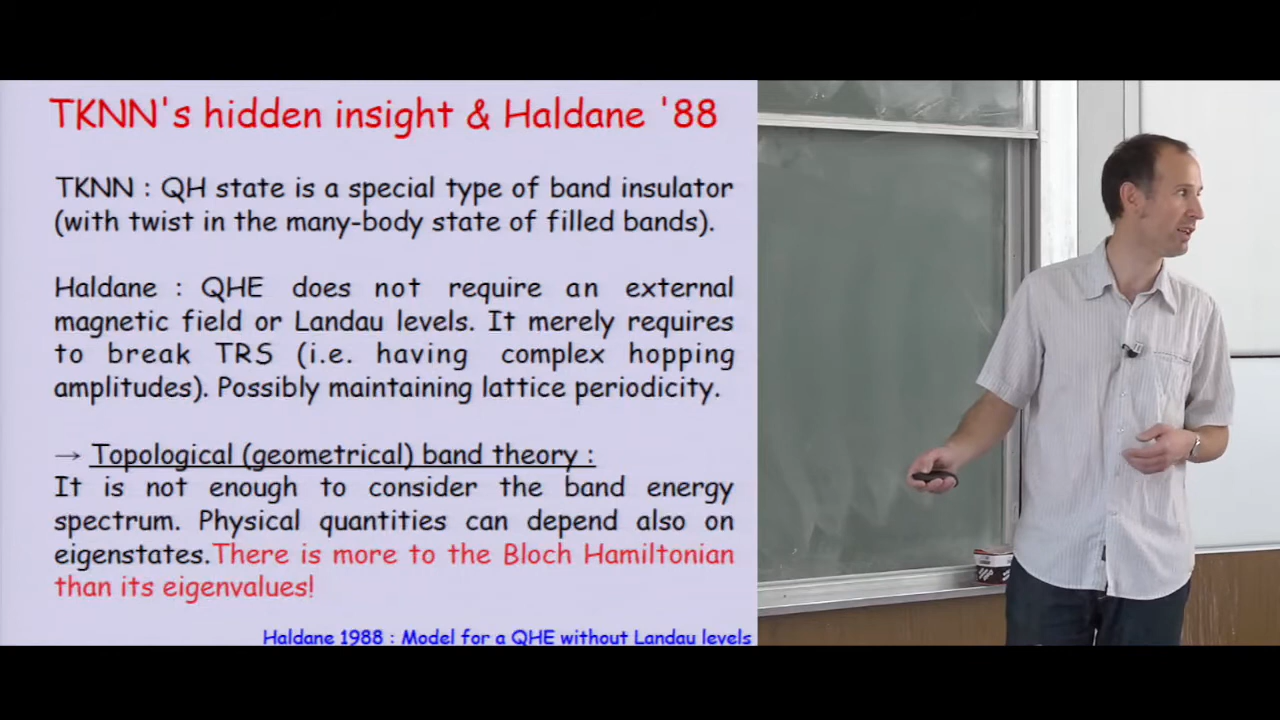 TKNN's hidden insight & Haldane '88
TKNN : QH state is a special type of band insulator
(with twist in the many-body state of filled bands).
Haldane : QHE does not require an external
magnetic field or Landau levels. It merely requires
to break TRS (i.e. having complex hopping
amplitudes). Possibly maintaining lattice periodicity.
→ Topological (geometrical) band theory :
It is not enough to consider the band energy
spectrum. Physical quantities can depend also on
eigenstates.There is more to the Bloch Hamiltonian
than its eigenvalues!
Haldane 1988 : Model for a QHE without Landau levels